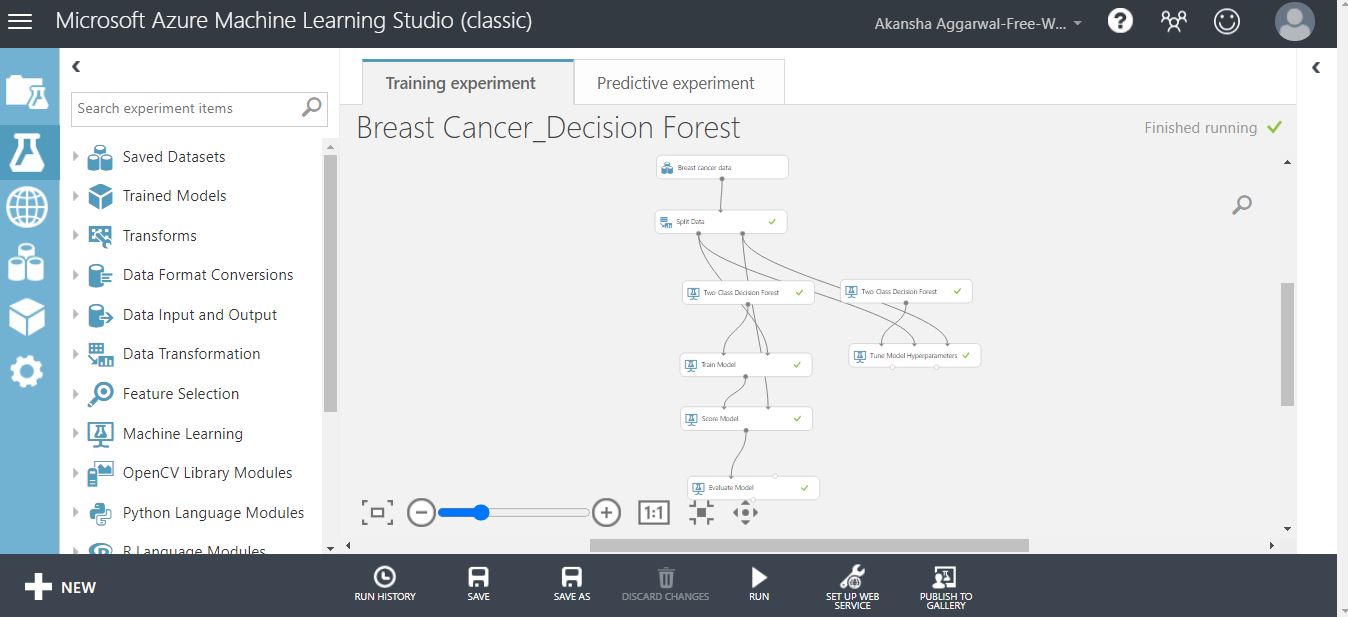 Microsoft Azure Machine Learning Studio (classic)
Akansha Aggarwal-Free-W...
?
Search experiment items
Saved Datasets
Trained Models
Transforms
Data Format Conversions
Data Input and Output
Data Transformation
Feature Selection
Machine Learning
OpenCV Library Modules
Python Language Modules
R Language Modules
Training experiment
Predictive experiment
Breast Cancer_Decision Forest
Finished running
Breast cancer data
Split Data
Two Class Decision Forest
Two Class Decision Forest
Train Model
Tune Model Hyperparameters
Score Model
Evaluate Model
1:1
NEW
RUN HISTORY
SAVE
SAVE AS
DISCARD CHANGES
RUN
SET UP WEB
SERVICE
PUBLISH TO
GALLERY